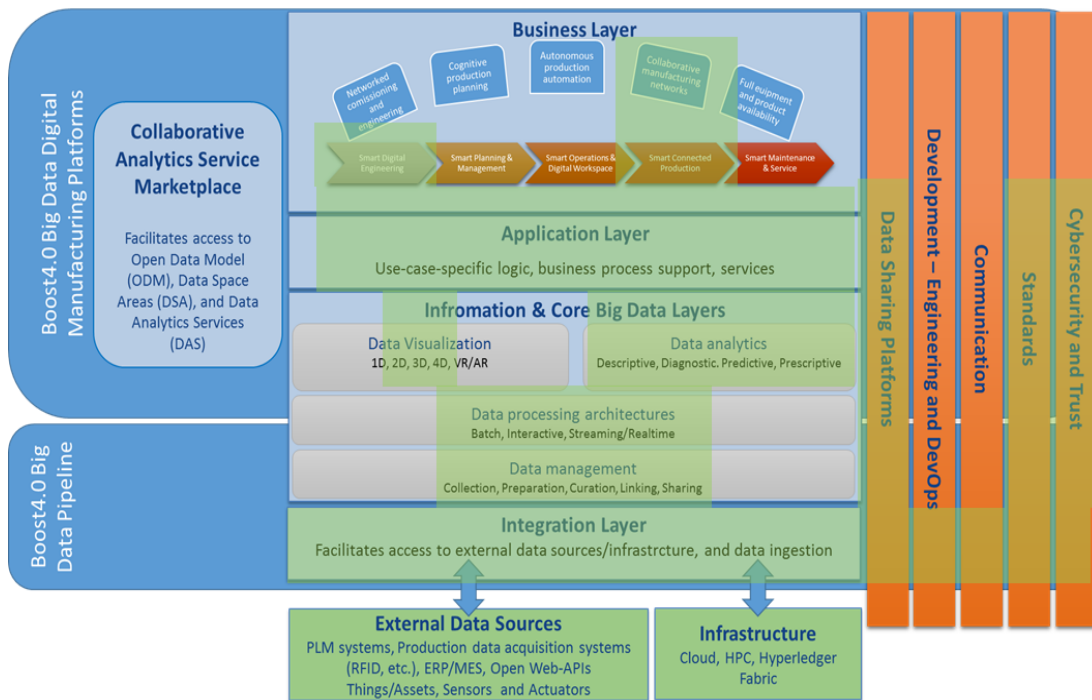 Boost4.0 Big Data Digital
Manufacturing Platforms
Collaborative
Analytics Service
Marketplace
Facilitates access to
Open Data Model
(ODM), Data Space
Areas (DSA), and Data
Analytics Services
(DAS)
Boost4.0 Big
Data Pipeline
Business Layer
Networked
comissioning and
engineering
Cognitive
production
planning
Autonomous
production
automation
Collaborative
manufacturing
networks
Full euipment
and product
availability
Smart Digital
Engineering
Smart Planning &
Management
Smart Operations &
Digital Workspace
Smart Connected
Production
Smart Maintenance
& Service
Application Layer
Use-case-specific logic, business process support, services
Infromation & Core Big Data Layers
Data Visualization
1D, 2D, 3D, 4D, VR/AR
Data analytics
Descriptive, Diagnostic. Predictive, Prescriptive
Data processing architectures
Batch, Interactive, Streaming/Realtime
Data management
Collection, Preparation, Curation, Linking, Sharing
Integration Layer
Facilitates access to external data sources/infrastrcture, and data ingestion
External Data Sources
PLM systems, Production data acquisition systems
(RFID, etc.), ERP/MES, Open Web-APIs
Things/Assets, Sensors and Actuators
Infrastructure
Cloud, HPC, Hyperledger
Fabric
Data Sharing Platforms
Development – Engineering and DevOps
Communication
Standards
Cybersecurity and Trust